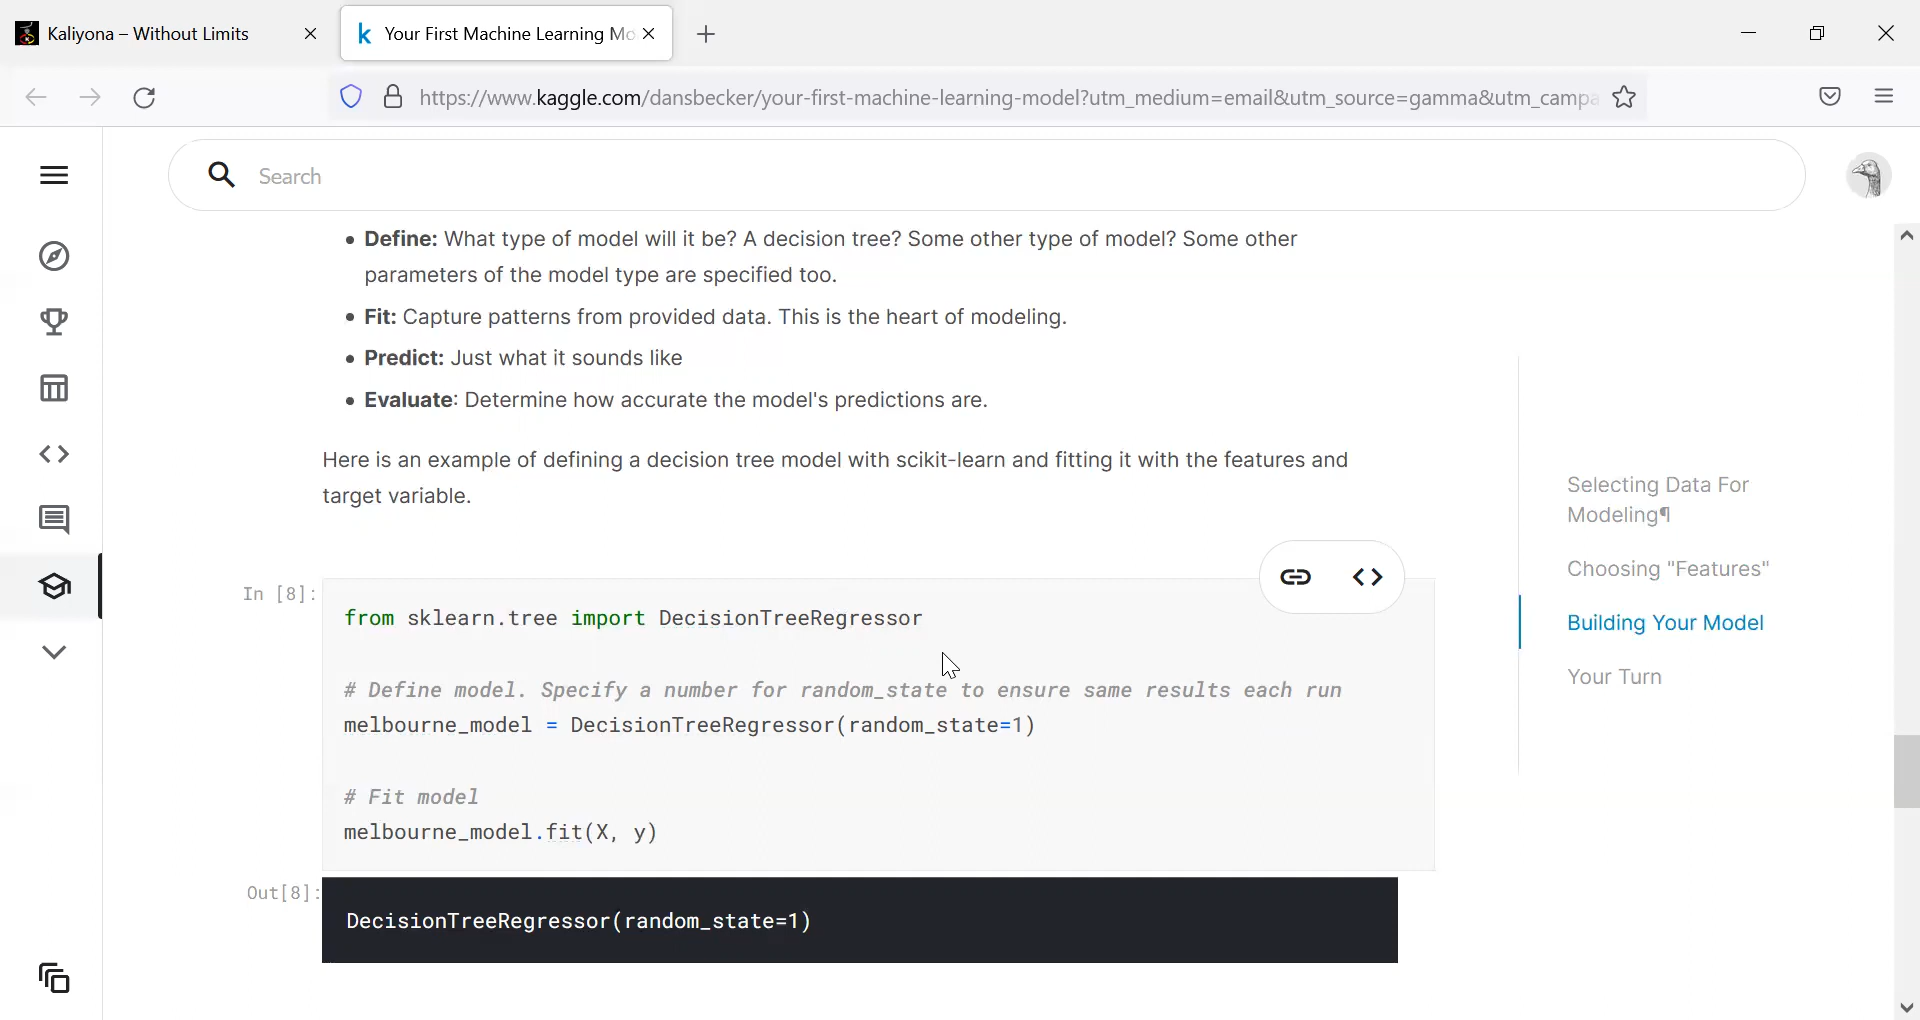 Kaliyona – Without Limits
Your First Machine Learning Mo
https://www.kaggle.com/dansbecker/your-first-machine-learning-model?utm_medium=email&utm_source=gamma&utm_campa
Search
• Define: What type of model will it be? A decision tree? Some other type of model? Some other
parameters of the model type are specified too.
• Fit: Capture patterns from provided data. This is the heart of modeling.
• Predict: Just what it sounds like
• Evaluate: Determine how accurate the model's predictions are.
Here is an example of defining a decision tree model with scikit-learn and fitting it with the features and
target variable.
In [8]:
from sklearn.tree import DecisionTreeRegressor
# Define model. Specify a number for random_state to ensure same results each run
melbourne_model = DecisionTreeRegressor(random_state=1)
# Fit model
melbourne_model.fit(X, y)
Out[8]:
DecisionTreeRegressor(random_state=1)
Selecting Data For
Modeling¶
Choosing "Features"
Building Your Model
Your Turn